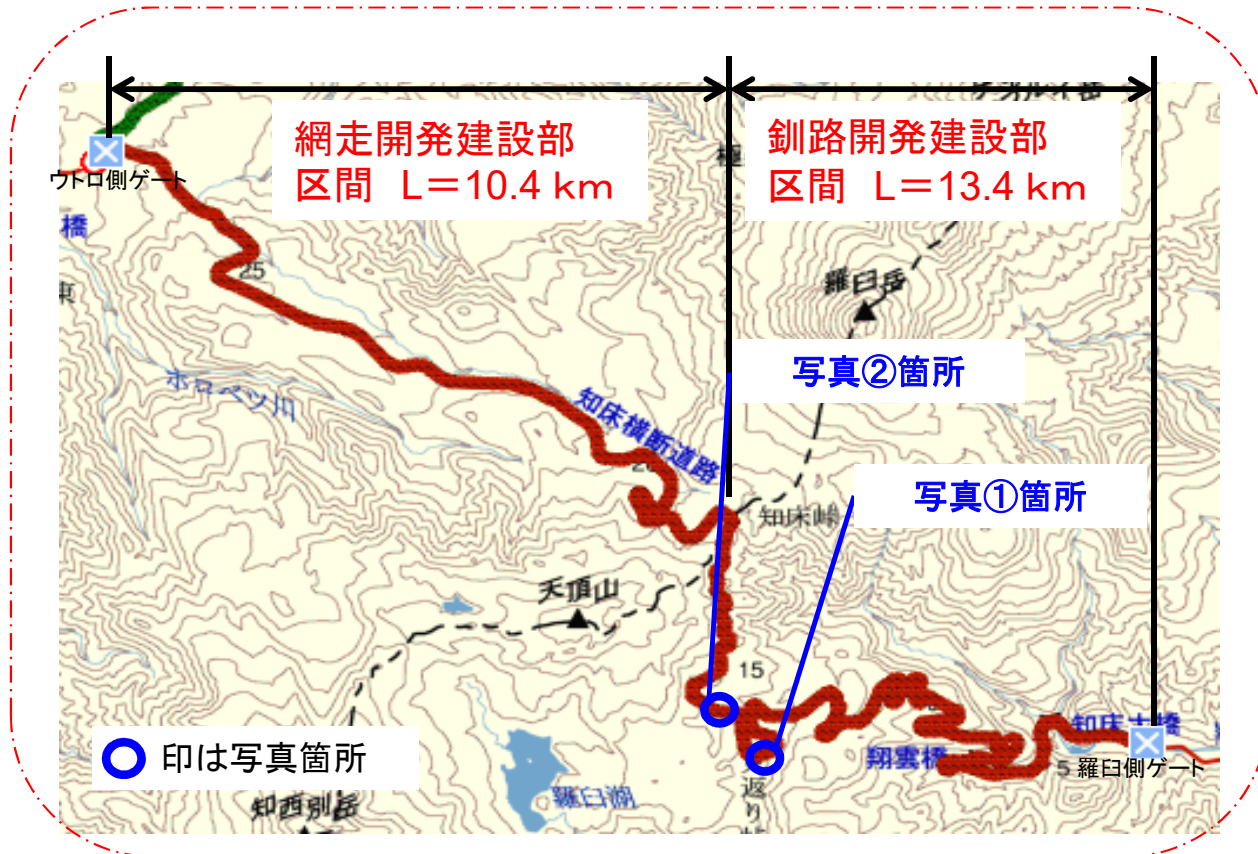 網走開発建設部
区間 L＝10.4 km
釧路開発建設部
区間 L＝13.4 km
ウトロ側ゲート
橋
東
25
羅臼岳
写真②箇所
ホロベツ川
知床横断道路
写真①箇所
知床峠
天頂山
15
知床大橋
翔雲橋
5
羅臼側ゲート
印は写真箇所
返り
羅臼湖
知西別岳